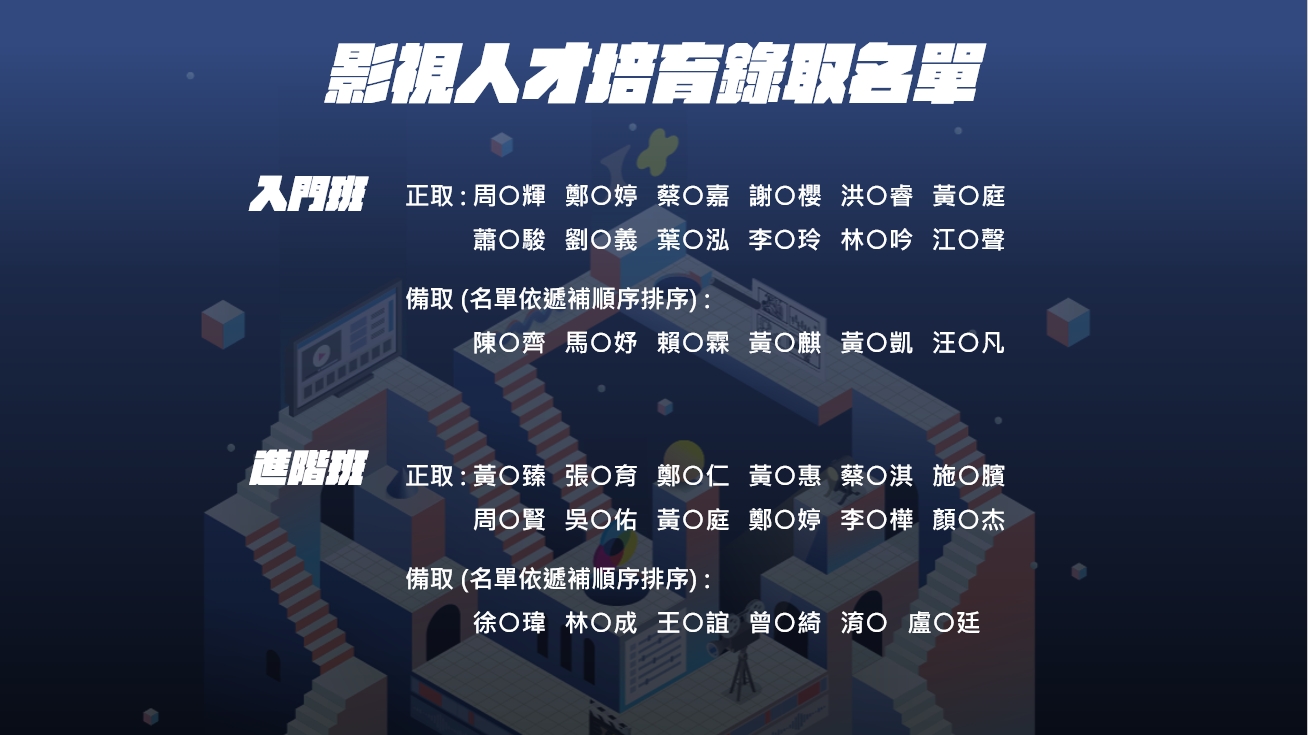 影視人才培育錄取名單
入門班
正取 : 周〇輝 鄭〇婷 蔡〇嘉 謝〇櫻 洪〇睿 黃〇庭
蕭〇駿 劉〇義 葉〇泓 李〇玲 林〇吟 江〇聲
備取 (名單依遞補順序排序) :
陳〇齊 馬〇妤 賴〇霖 黃〇麒 黃〇凱 汪〇凡
進階班
正取 : 黃〇臻 張〇育 鄭〇仁 黃〇惠 蔡〇淇 施〇臏
周〇賢 吳〇佑 黃〇庭 鄭〇婷 李〇樺 顏〇杰
備取 (名單依遞補順序排序) :
徐〇瑋 林〇成 王〇誼 曾〇綺 淯〇 盧〇廷